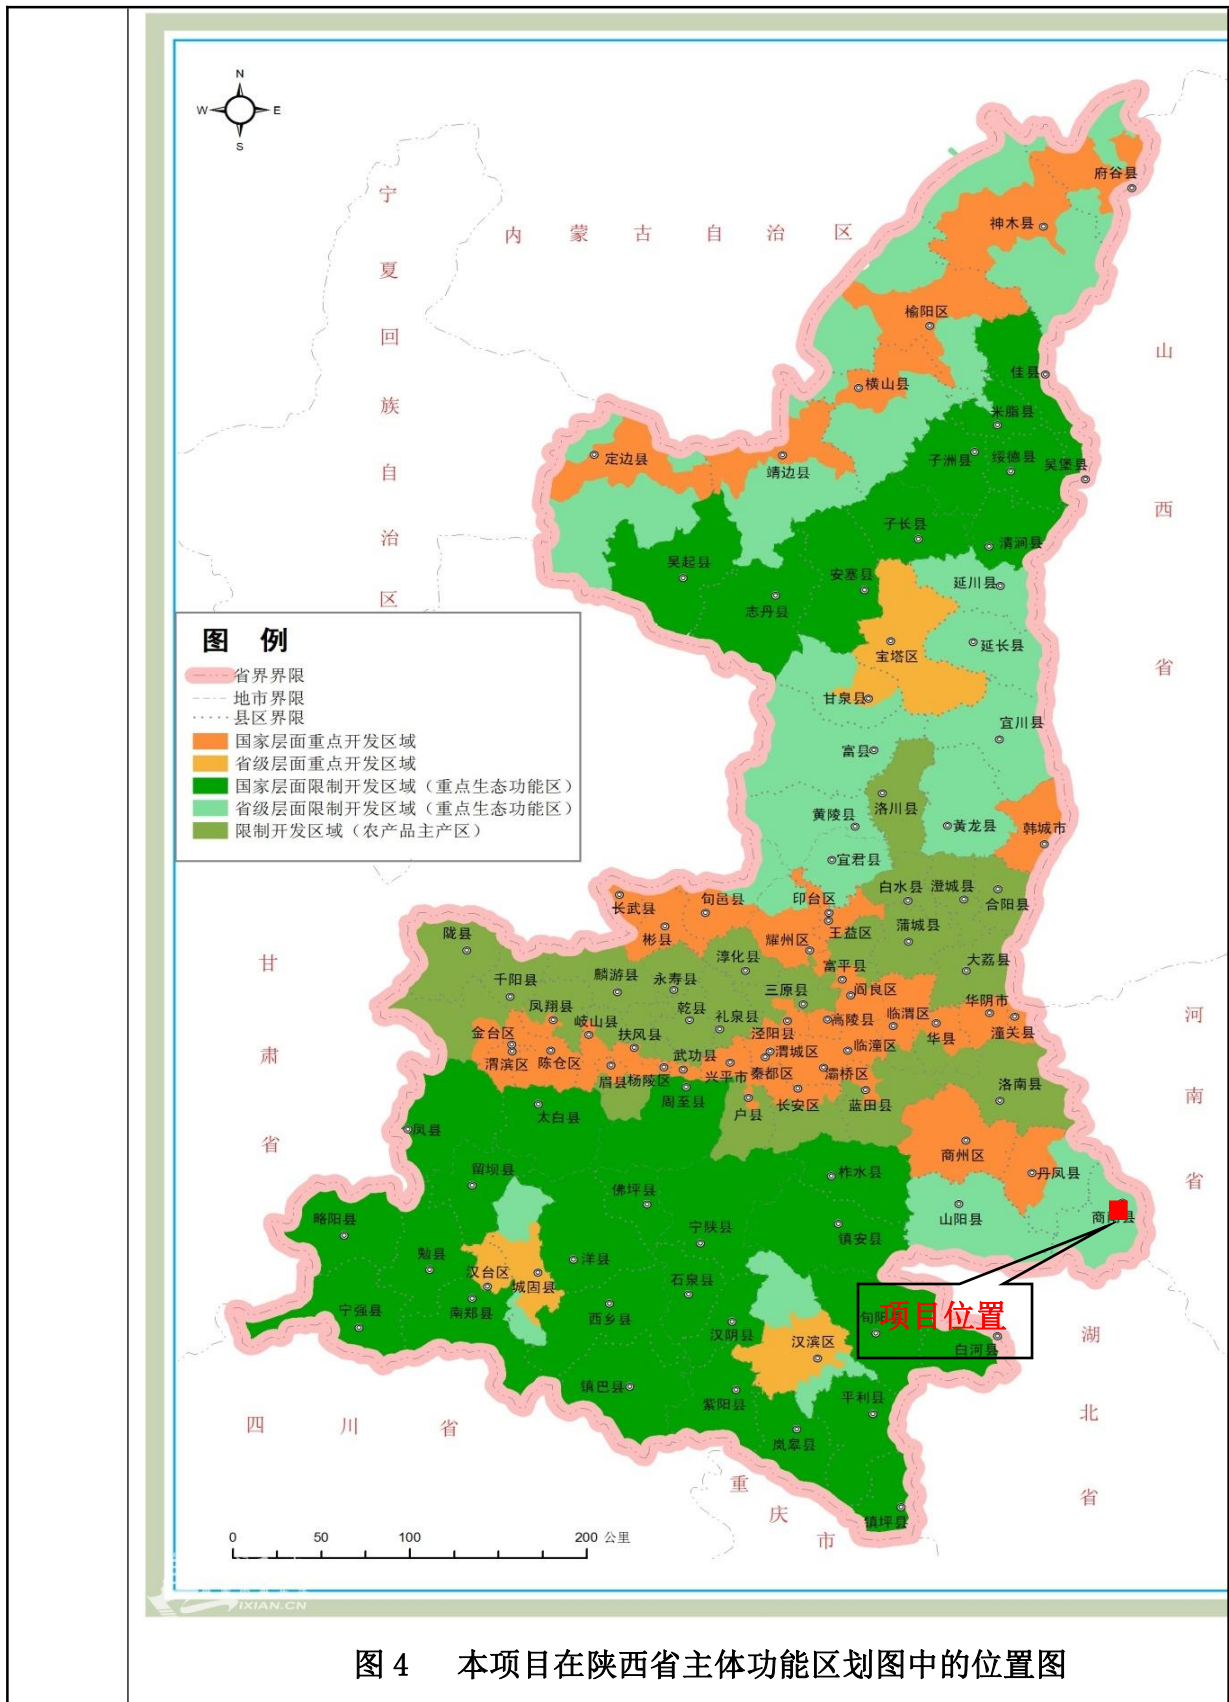 N
W
E
S
宁夏回族自治区
内蒙古自治区
山西省
府谷县
神木县
榆阳区
佳县
横山县
米脂县
定边县
靖边县
子洲县
绥德县
吴堡县
子长县
清涧县
吴起县
安塞县
延川县
志丹县
宝塔区
延长县
甘泉县
宜川县
富县
图 例
省界界限
地市界限
县区界限
国家层面重点开发区域
省级层面重点开发区域
国家层面限制开发区域（重点生态功能区）
省级层面限制开发区域（重点生态功能区）
限制开发区域（农产品主产区）
洛川县
黄陵县
黃龙县
韩城市
宜君县
白水县
澄城县
合阳县
长武县
旬邑县
印台区
彬县
耀州区
王益区
蒲城县
陇县
甘肃省
千阳县
麟游县
永寿县
淳化县
富平县
大荔县
凤翔县
乾县
礼泉县
三原县
阎良区
华阴市
河南省
金台区
岐山县
扶风县
泾阳县
高陵县
临渭区
华县
潼关县
渭滨区
陈仓区
武功县
渭城区
临潼区
眉县
杨陵区
兴平市
秦都区
灞桥区
周至县
户县
长安区
蓝田县
洛南县
太白县
凤县
商州区
留坝县
佛坪县
柞水县
丹凤县
略阳县
宁陕县
镇安县
山阳县
商南县
勉县
汉台区
城固县
洋县
石泉县
宁强县
南郑县
西乡县
汉阴县
汉滨区
旬阳
项目位置
白河县
湖北省
镇巴县
紫阳县
平利县
岚皋县
四川省
重庆市
镇坪县
0 50 100 200 公里
IXIAN.CN
图 4 本项目在陕西省主体功能区划图中的位置图